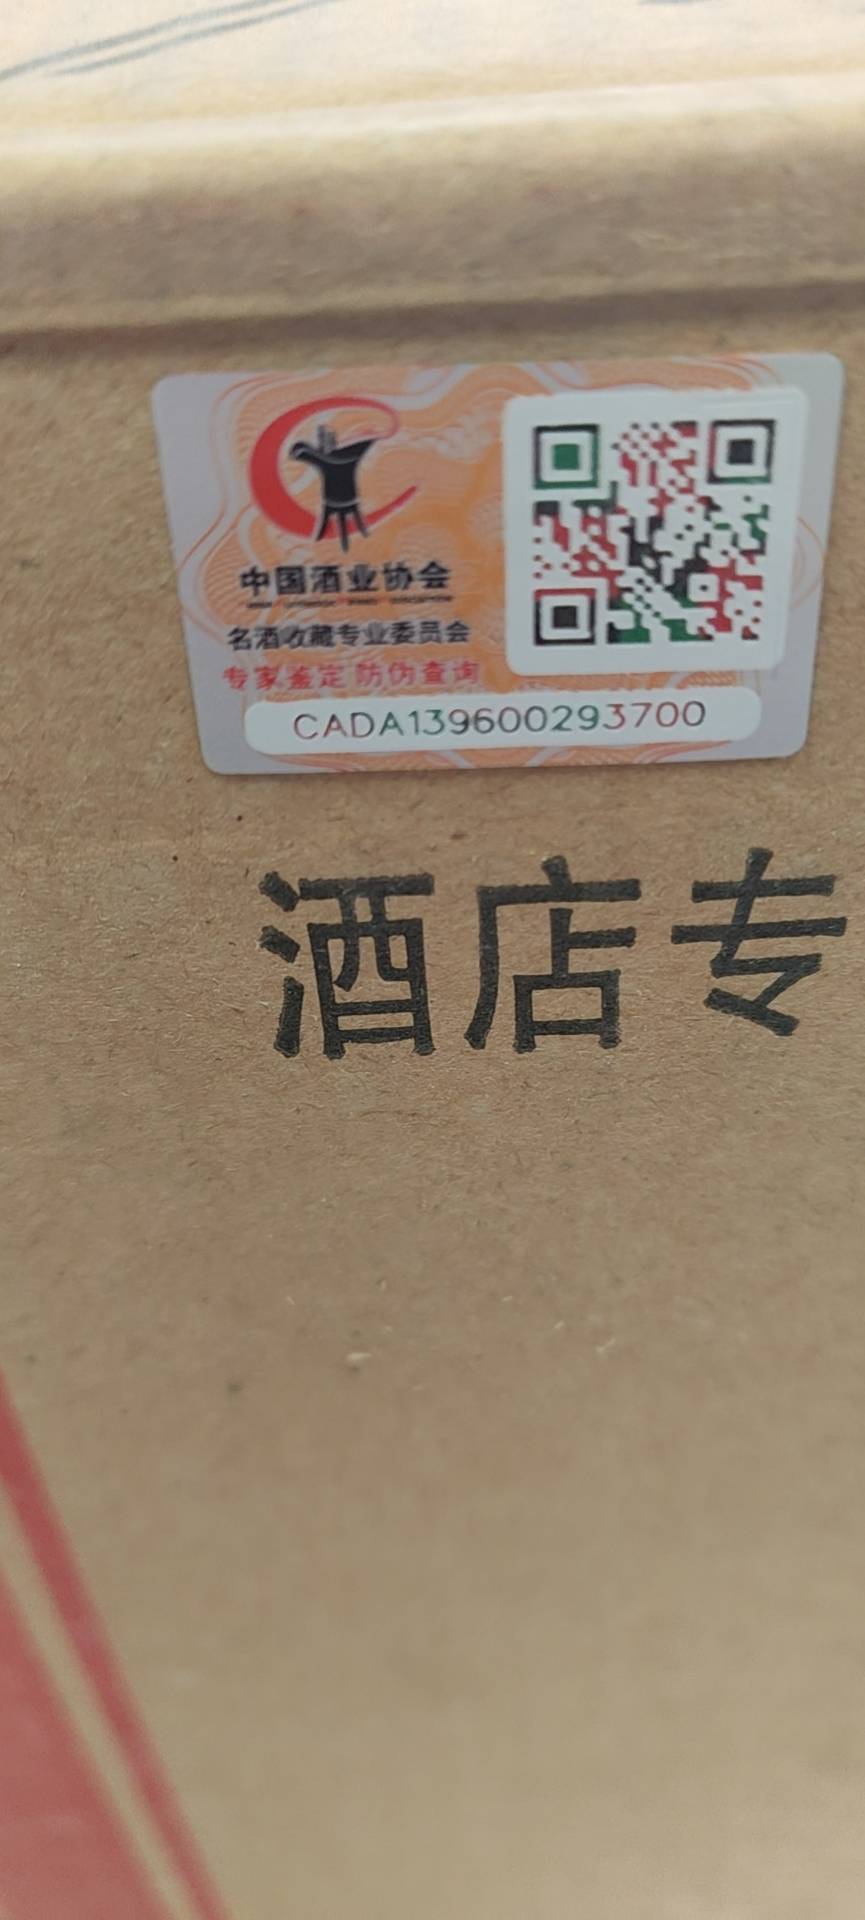 中国酒业协会
名酒收藏专业委员会
专家鉴定 防伪查询
CADA139600293700
酒店专